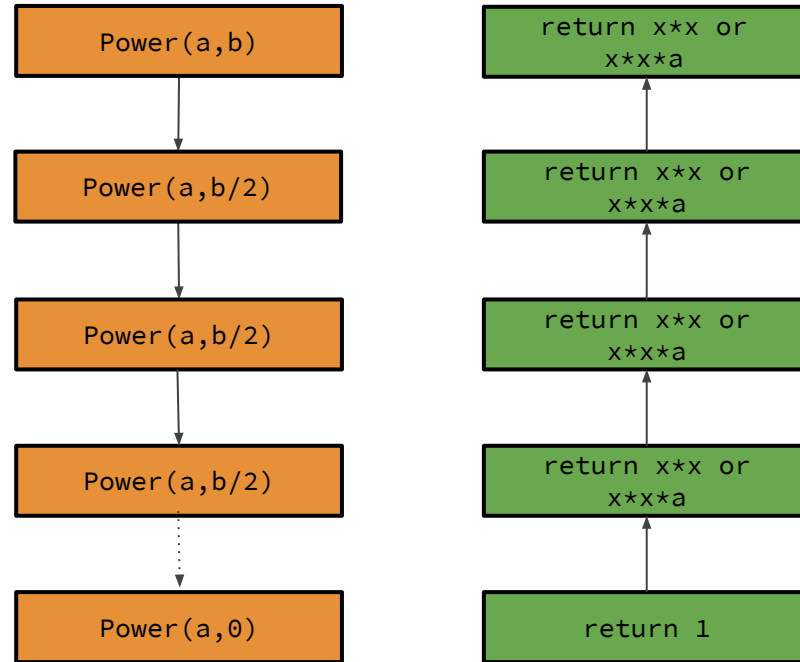 Power(a,b)
return x*x or
x*x*a
Power(a,b/2)
return x*x or
x*x*a
Power(a,b/2)
return x*x or
x*x*a
Power(a,b/2)
return x*x or
x*x*a
Power(a,0)
return 1